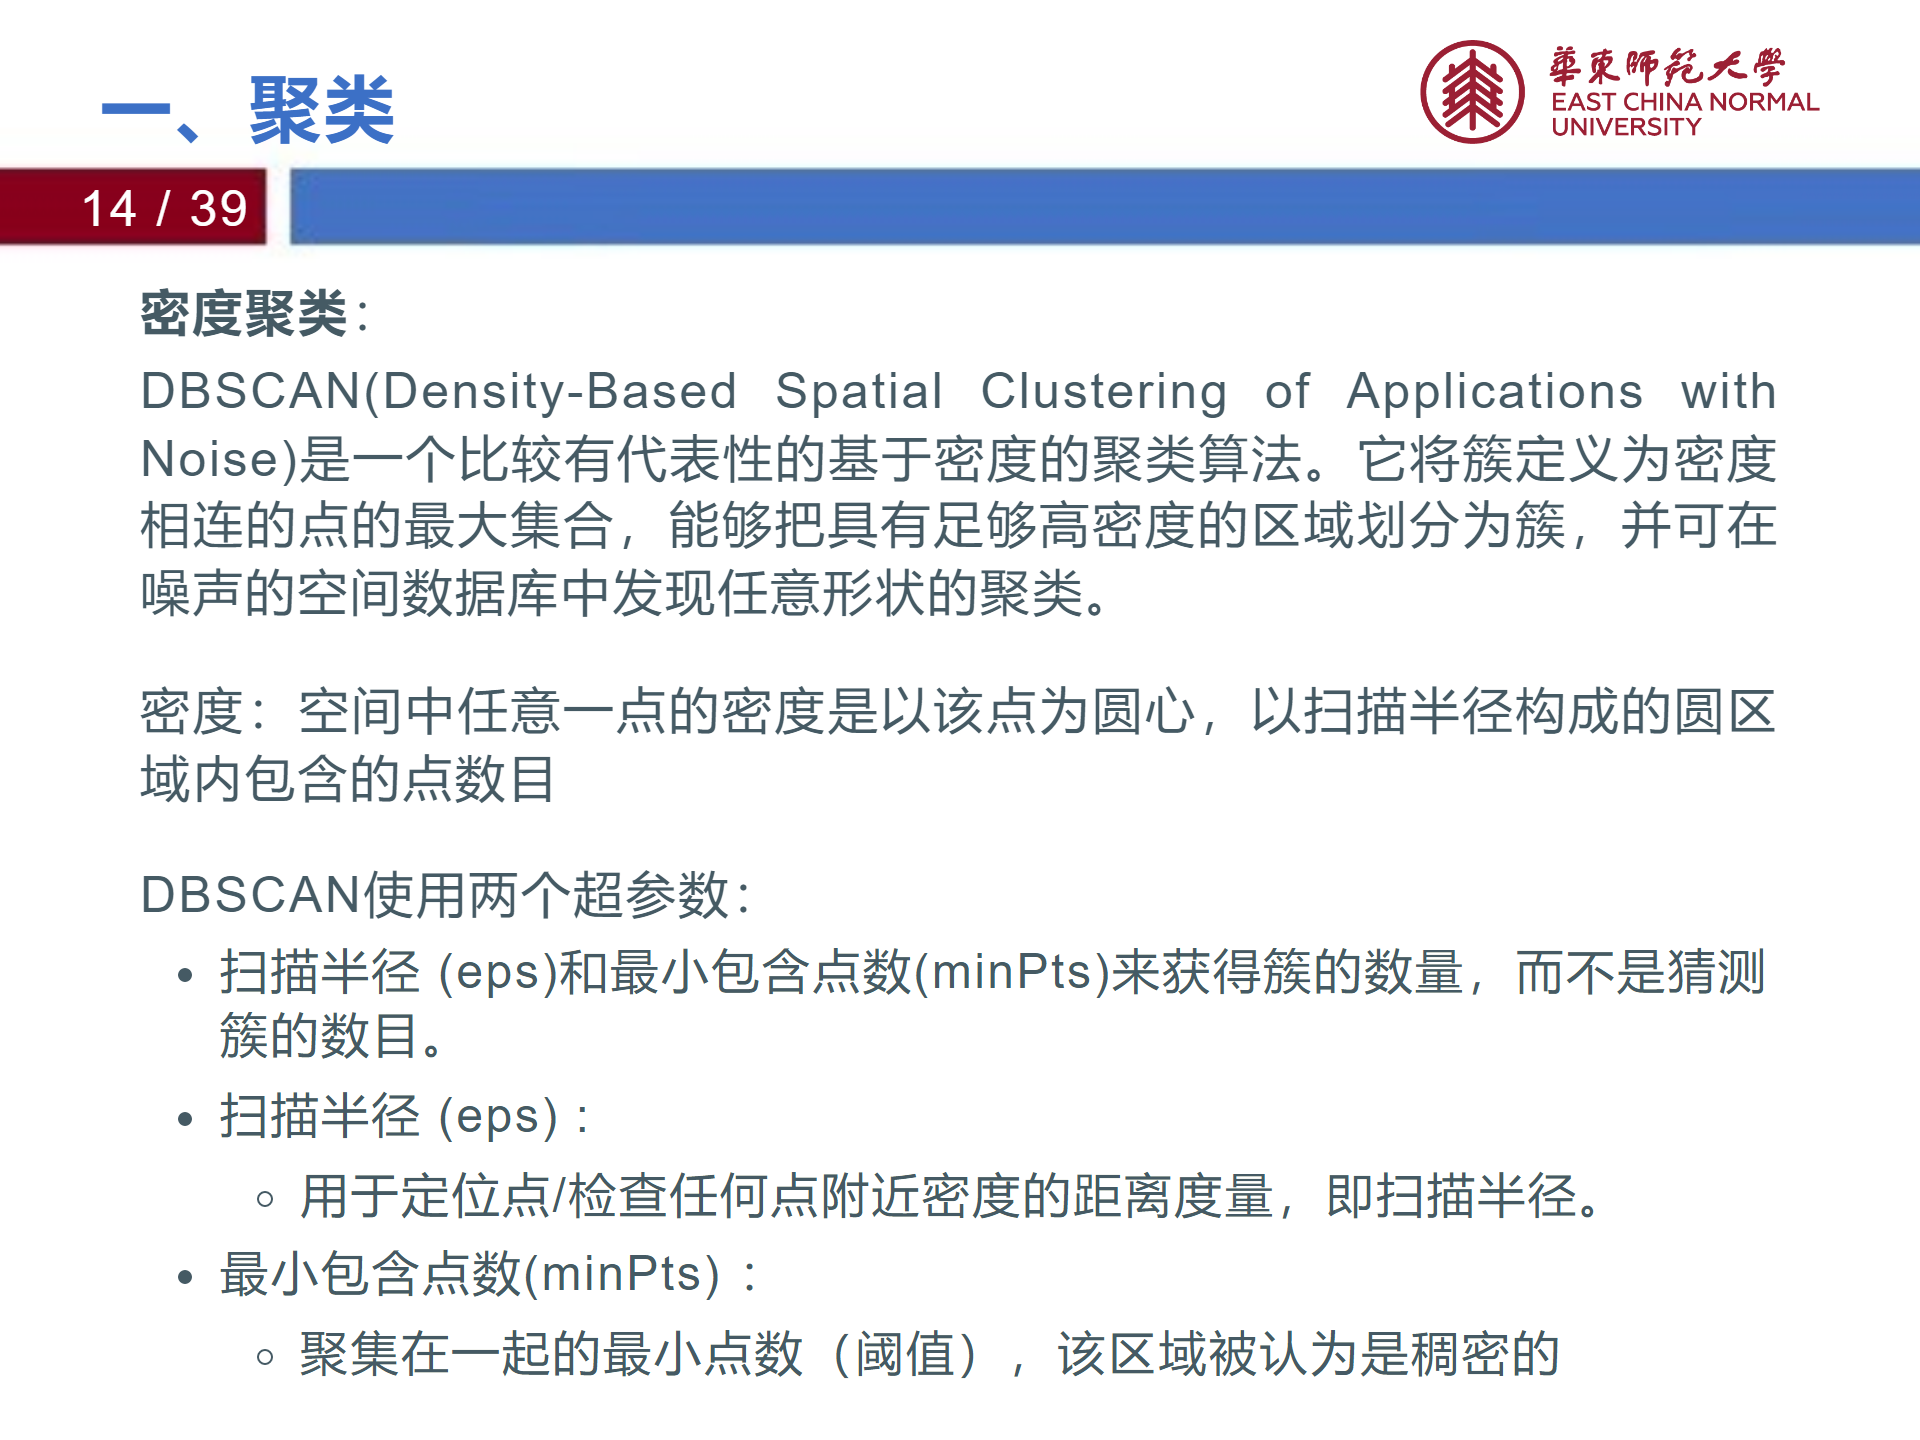 一、聚类
華東师范大學
EAST CHINA NORMAL
UNIVERSITY
14 / 39
密度聚类：
DBSCAN(Density-Based Spatial Clustering of Applications with
Noise)是一个比较有代表性的基于密度的聚类算法。它将簇定义为密度
相连的点的最大集合，能够把具有足够高密度的区域划分为簇，并可在
噪声的空间数据库中发现任意形状的聚类。
密度：空间中任意一点的密度是以该点为圆心，以扫描半径构成的圆区
域内包含的点数目
DBSCAN使用两个超参数：
• 扫描半径 (eps)和最小包含点数(minPts)来获得簇的数量，而不是猜测
簇的数目。
• 扫描半径 (eps) :
○ 用于定位点/检查任何点附近密度的距离度量，即扫描半径。
• 最小包含点数(minPts) ：
○ 聚集在一起的最小点数（阈值），该区域被认为是稠密的